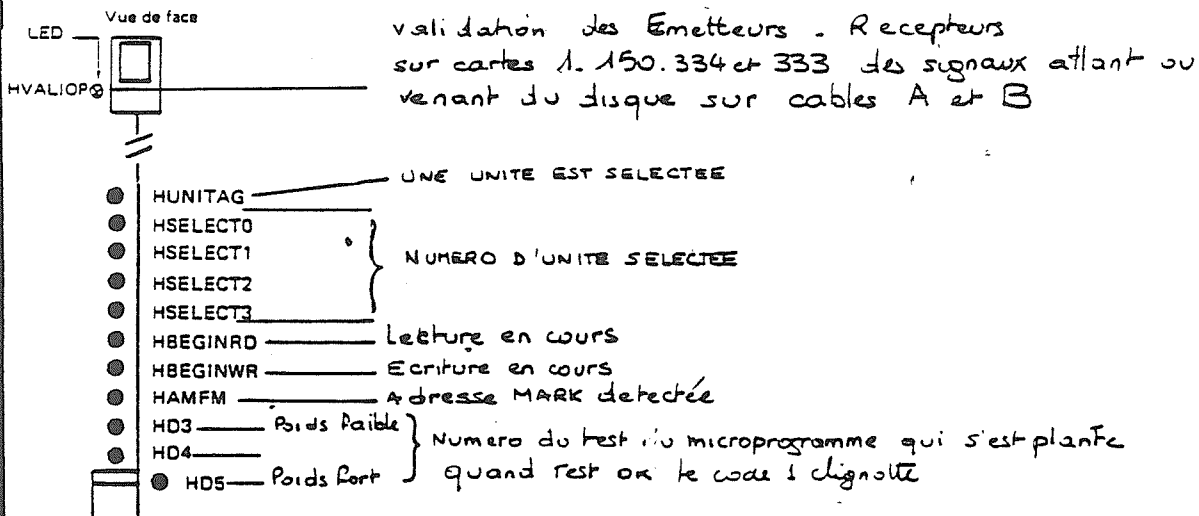 Vue de face
LED
HVALIOP
validation des Emetteurs - Recepteurs
sur cartes 1.150.334 et 333 des signaux allant ou
venant du disque sur cables A et B
HUNITAG UNE UNITE EST SELECTEE
HSELECT0
HSELECT1
HSELECT2
HSELECT3
NUMERO D'UNITE SELECTEE
HBEGINRD Lecture en cours
HBEGINWR Ecriture en cours
HAMFM Adresse MARK detectée
HD3 Poids faible
HD4
HD5 Poids fort
Numero du test du microprogramme qui s'est plante
quand test ok le code 1 clignotte